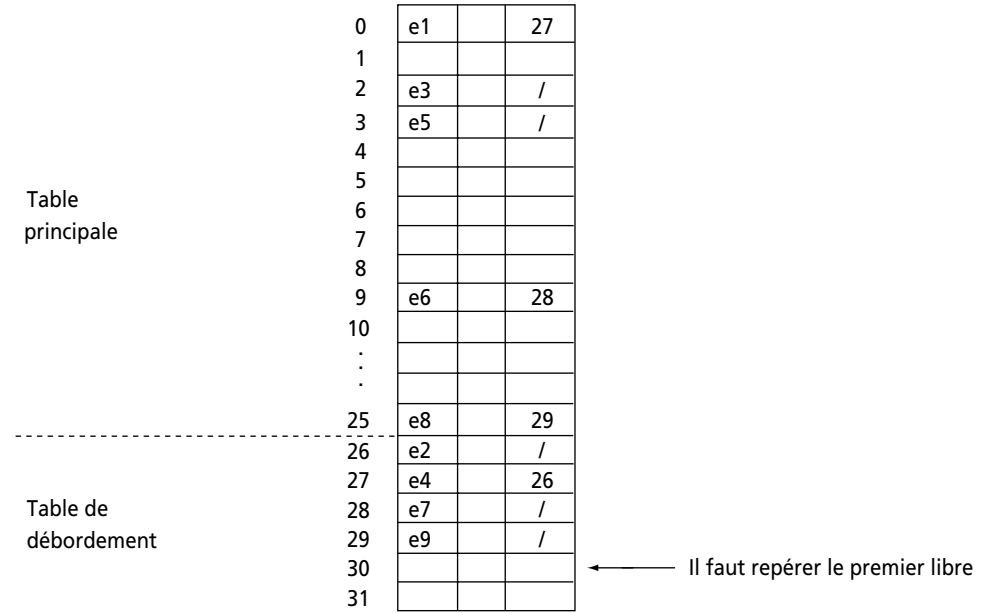 0 e1 27
1
2 e3 /
3 e5 /
4
5
Table
6
principale
7
8
9 e6 28
10
.
.
.
25 e8 29
26 e2 /
27 e4 26
Table de
28 e7 /
débordement
29 e9 /
30 Il faut repérer le premier libre
31